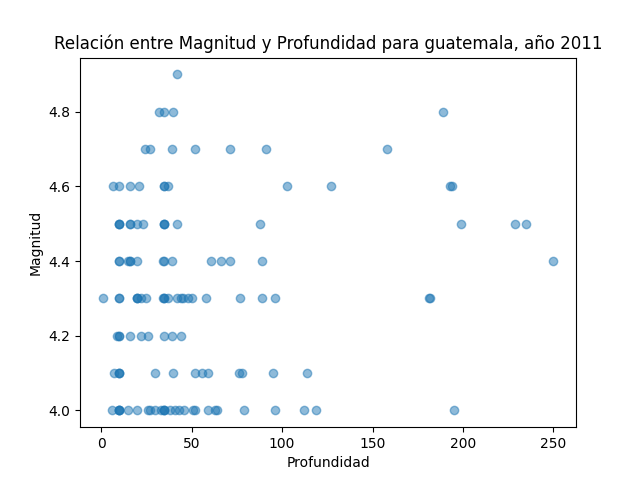 Relación entre Magnitud y Profundidad para guatemala, año 2011
4.8
4.6
4.4
4.2
4.0
Magnitud
0 50 100 150 200 250
Profundidad